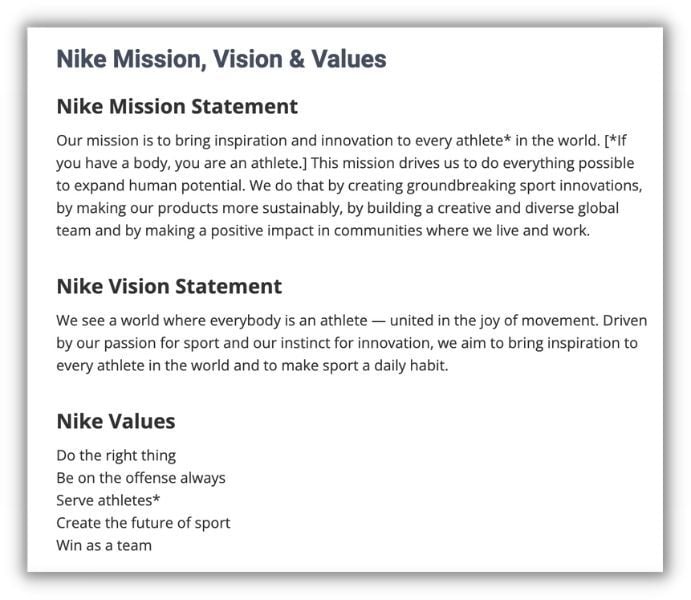 Nike Mission, Vision & Values
Nike Mission Statement
Our mission is to bring inspiration and innovation to every athlete* in the world. [*If
you have a body, you are an athlete.] This mission drives us to do everything possible
to expand human potential. We do that by creating groundbreaking sport innovations,
by making our products more sustainably, by building a creative and diverse global
team and by making a positive impact in communities where we live and work.
Nike Vision Statement
We see a world where everybody is an athlete — united in the joy of movement. Driven
by our passion for sport and our instinct for innovation, we aim to bring inspiration to
every athlete in the world and to make sport a daily habit.
Nike Values
Do the right thing
Be on the offense always
Serve athletes*
Create the future of sport
Win as a team